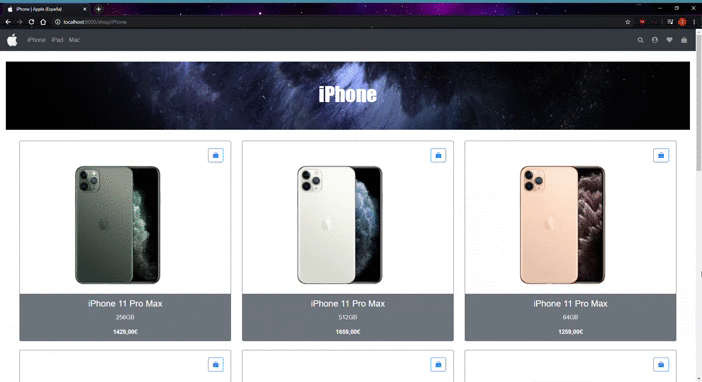 iPhone | Apple (España)
localhost:8000/shop/iPhone
iPhone iPad Mac
iPhone
iPhone 11 Pro Max
256GB
1429,00€
iPhone 11 Pro Max
512GB
1659,00€
iPhone 11 Pro Max
64GB
1259,00€